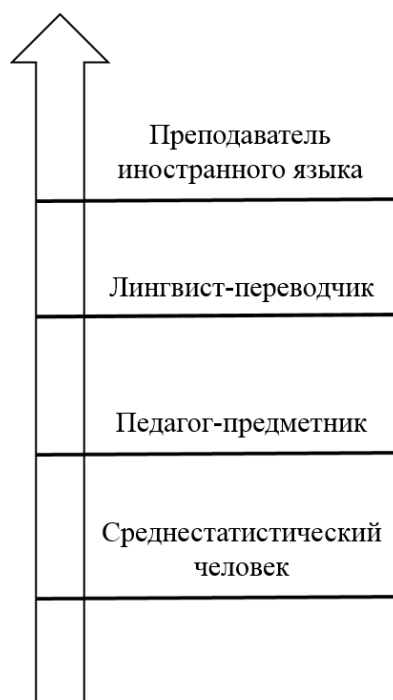 Преподаватель
иностранного языка
Лингвист-переводчик
Педагог-предметник
Среднестатистический
человек